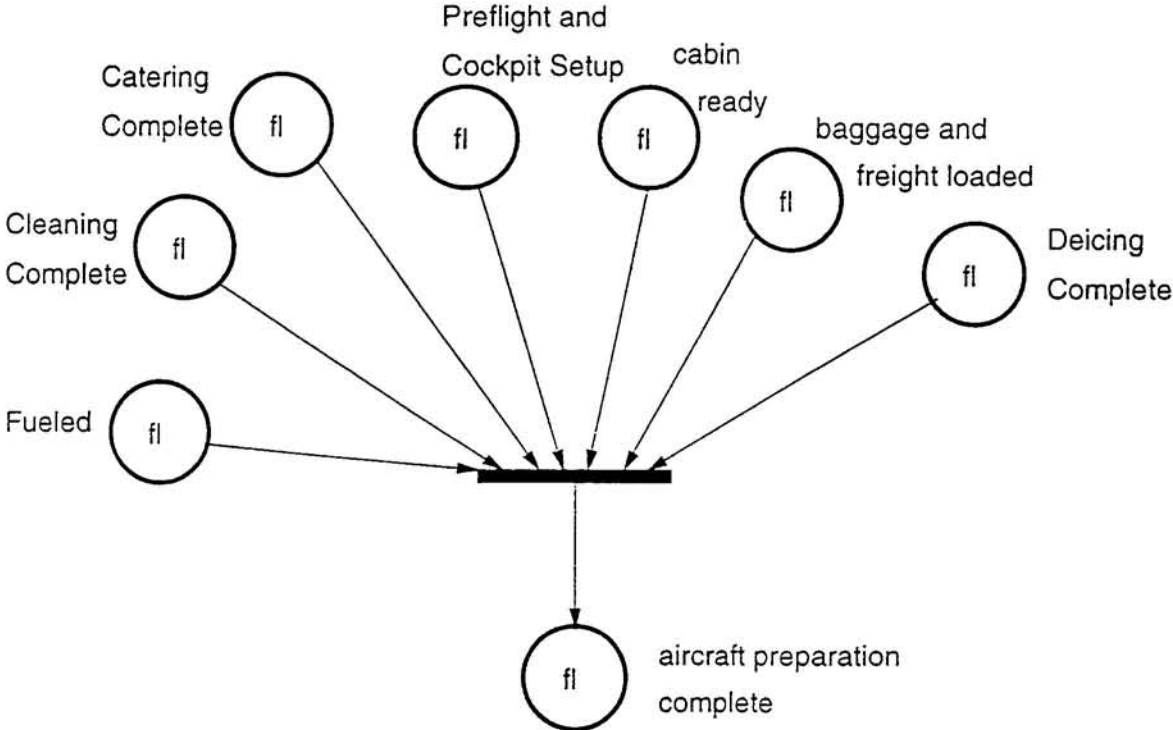 Preflight and
Cockpit Setup
cabin
ready
Catering
Complete
fl
fl
fl
baggage and
freight loaded
fl
Cleaning
Complete
fl
Deicing
Complete
fl
Fueled
fl
aircraft preparation
complete
fl